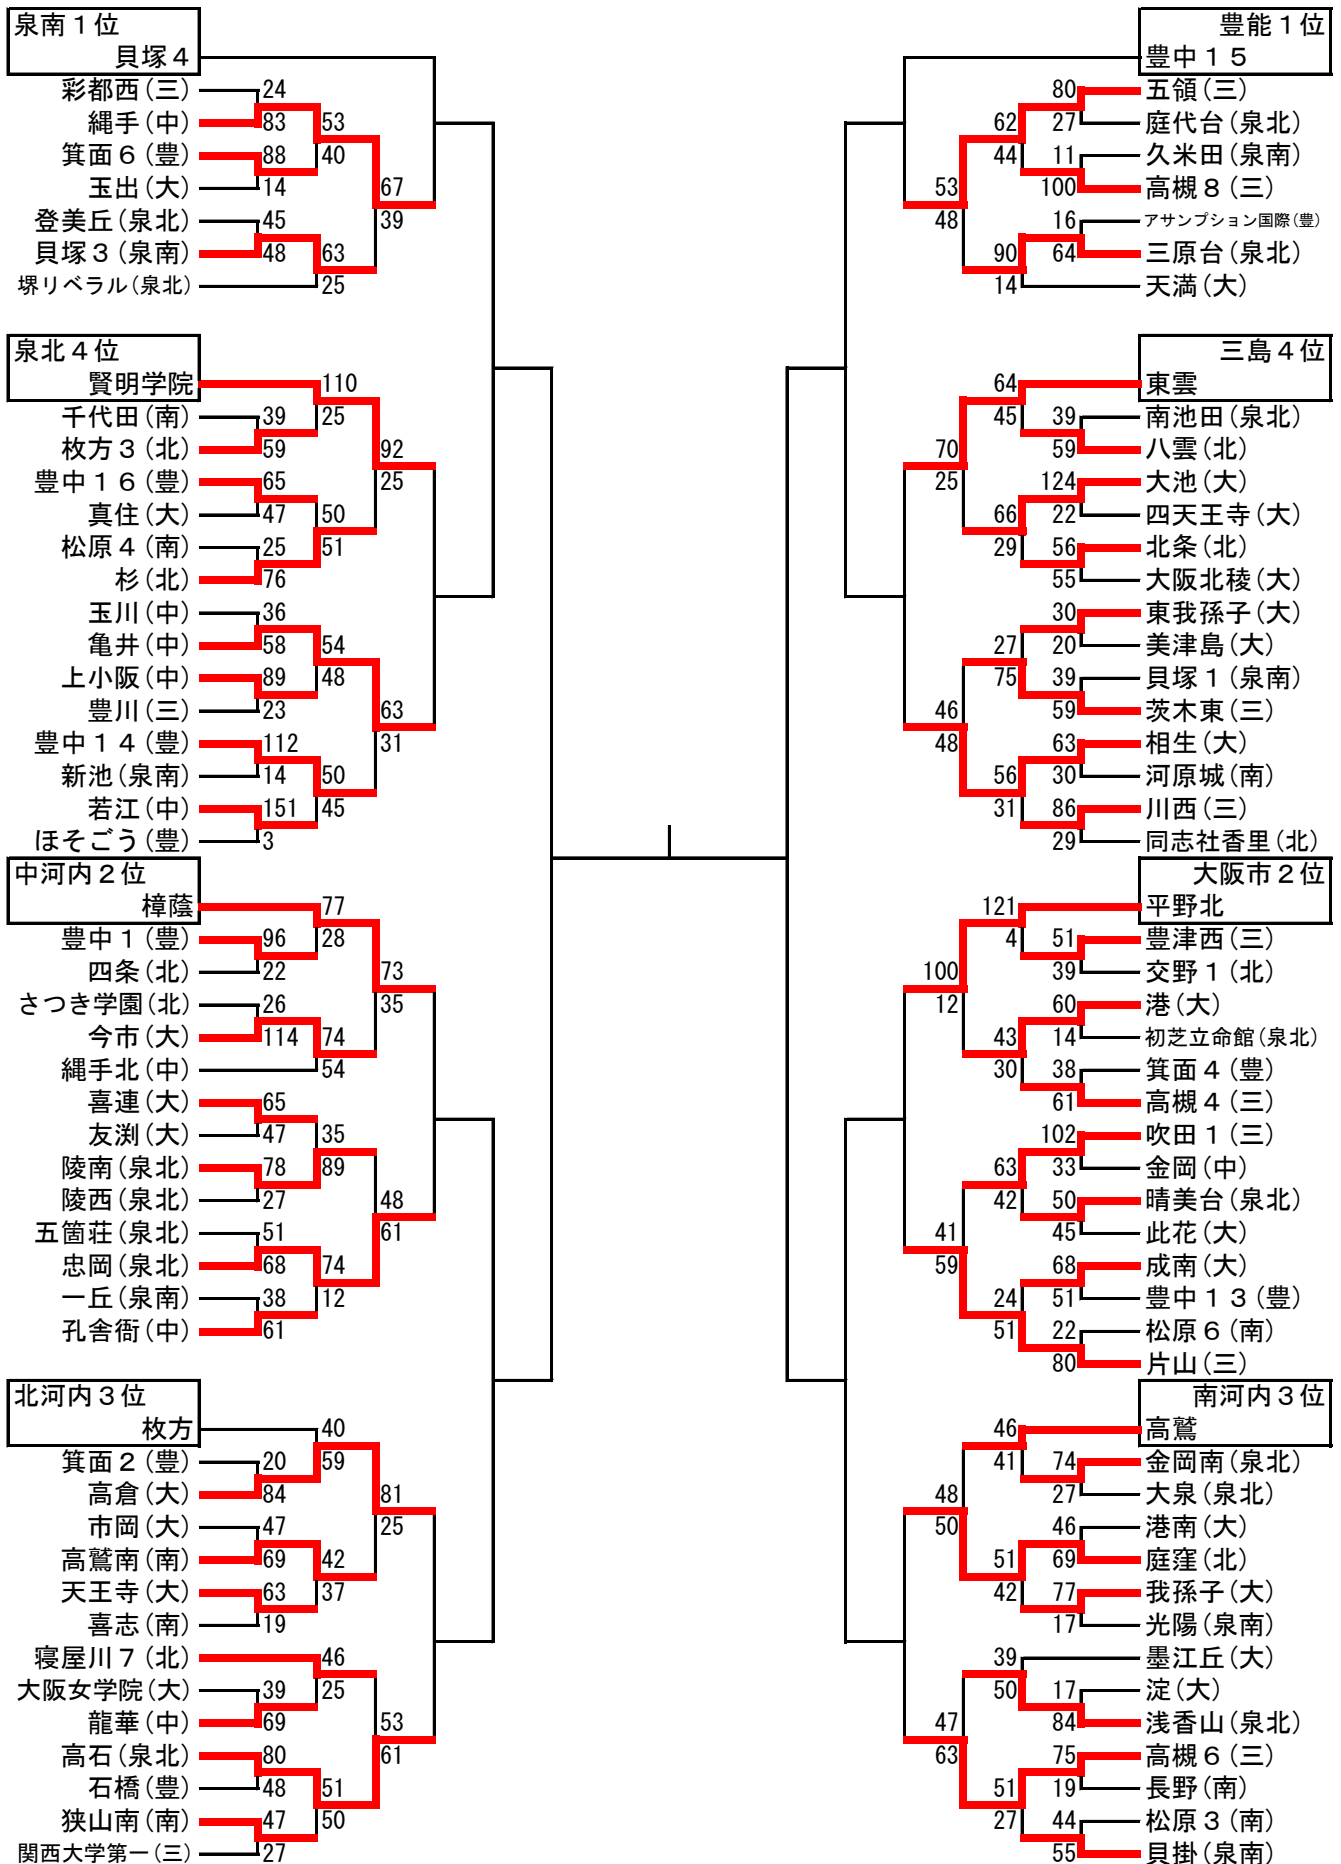 泉南１位
貝塚４
彩都西(三) 24
縄手(中) 83 53
箕面６(豊) 88 40
玉出(大) 14 67
登美丘(泉北) 45 39
貝塚３(泉南) 48 63
堺リベラル(泉北) 25
泉北４位
賢明学院 110
千代田(南) 39 25
枚方３(北) 59 92
豊中１６(豊) 65 25
真住(大) 47 50
松原４(南) 25 51
杉(北) 76
玉川(中) 36
亀井(中) 58 54
上小阪(中) 89 48
豊川(三) 23 63
豊中１４(豊) 112 31
新池(泉南) 14 50
若江(中) 151 45
ほそごう(豊) 3
中河内２位
樟蔭 77
豊中１(豊) 96 28
四条(北) 22 73
さつき学園(北) 26 35
今市(大) 114 74
縄手北(中) 54
喜連(大) 65
友渕(大) 47 35
陵南(泉北) 78 89
陵西(泉北) 27 48
五箇荘(泉北) 51 61
忠岡(泉北) 68 74
一丘(泉南) 38 12
孔舎衙(中) 61
北河内３位
枚方 40
箕面２(豊) 20 59
高倉(大) 84 81
市岡(大) 47 25
高鷲南(南) 69 42
天王寺(大) 63 37
喜志(南) 19
寝屋川７(北) 46
大阪女学院(大) 39 25
龍華(中) 69 53
高石(泉北) 80 61
石橋(豊) 48 51
狭山南(南) 47 50
関西大学第一(三) 27
豊能１位
豊中１５
80 五領(三)
62 27 庭代台(泉北)
44 11 久米田(泉南)
53 100 高槻８(三)
48 16 アサンプション国際(豊)
90 64 三原台(泉北)
14 天満(大)
三島４位
64 東雲
45 39 南池田(泉北)
70 59 八雲(北)
25 124 大池(大)
66 22 四天王寺(大)
29 56 北条(北)
55 大阪北稜(大)
30 東我孫子(大)
27 20 美津島(大)
75 39 貝塚１(泉南)
46 59 茨木東(三)
48 63 相生(大)
56 30 河原城(南)
31 86 川西(三)
29 同志社香里(北)
大阪市２位
121 平野北
4 51 豊津西(三)
100 39 交野１(北)
12 60 港(大)
43 14 初芝立命館(泉北)
30 38 箕面４(豊)
61 高槻４(三)
102 吹田１(三)
63 33 金岡(中)
42 50 晴美台(泉北)
41 45 此花(大)
59 68 成南(大)
24 51 豊中１３(豊)
51 22 松原６(南)
80 片山(三)
南河内３位
46 高鷲
41 74 金岡南(泉北)
48 27 大泉(泉北)
50 46 港南(大)
51 69 庭窪(北)
42 77 我孫子(大)
17 光陽(泉南)
39 墨江丘(大)
50 17 淀(大)
47 84 浅香山(泉北)
63 75 高槻６(三)
51 19 長野(南)
27 44 松原３(南)
55 貝掛(泉南)